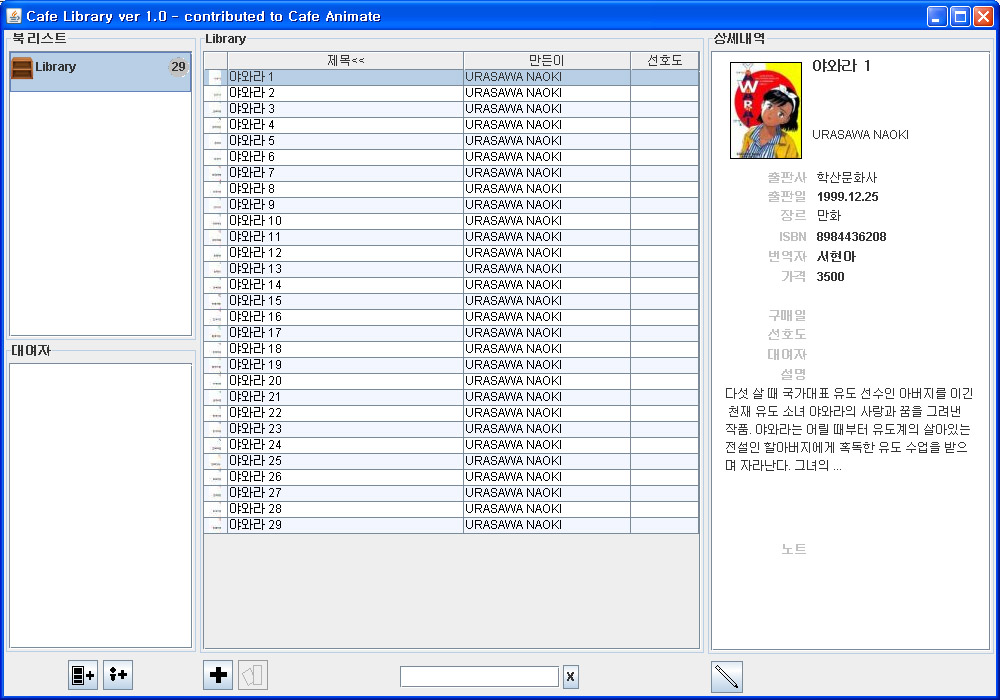 Cafe Library ver 1.0 - contributed to Cafe Animate
북 리스트
Library 29
대여자
Library
제목<< 만든이 선호도
야와라 1 URASAWA NAOKI
야와라 2 URASAWA NAOKI
야와라 3 URASAWA NAOKI
야와라 4 URASAWA NAOKI
야와라 5 URASAWA NAOKI
야와라 6 URASAWA NAOKI
야와라 7 URASAWA NAOKI
야와라 8 URASAWA NAOKI
야와라 9 URASAWA NAOKI
야와라 10 URASAWA NAOKI
야와라 11 URASAWA NAOKI
야와라 12 URASAWA NAOKI
야와라 13 URASAWA NAOKI
야와라 14 URASAWA NAOKI
야와라 15 URASAWA NAOKI
야와라 16 URASAWA NAOKI
야와라 17 URASAWA NAOKI
야와라 18 URASAWA NAOKI
야와라 19 URASAWA NAOKI
야와라 20 URASAWA NAOKI
야와라 21 URASAWA NAOKI
야와라 22 URASAWA NAOKI
야와라 23 URASAWA NAOKI
야와라 24 URASAWA NAOKI
야와라 25 URASAWA NAOKI
야와라 26 URASAWA NAOKI
야와라 27 URASAWA NAOKI
야와라 28 URASAWA NAOKI
야와라 29 URASAWA NAOKI
x
상세내역
YAWARA!
야와라 1
URASAWA NAOKI
출판사 학산문화사
출판일 1999.12.25
장르 만화
ISBN 8984436208
번역자 서현아
가격 3500
구매일
선호도
대여자
설명
다섯 살 때 국가대표 유도 선수인 아버지를 이긴
천재 유도 소녀 야와라의 사랑과 꿈을 그려낸
작품. 야와라는 어릴 때부터 유도계의 살아있는
전설인 할아버지에게 혹독한 유도 수업을 받으
며 자라난다. 그녀의 ...
노트